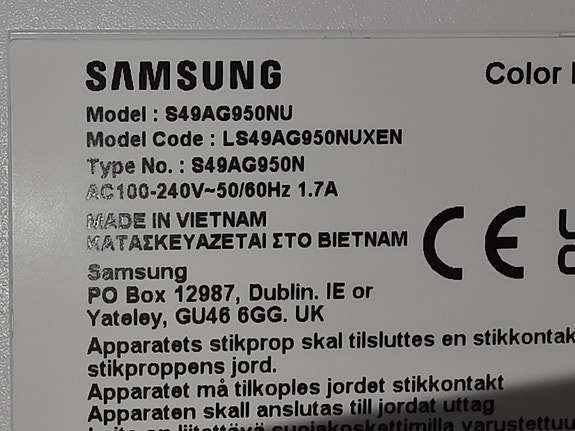 SAMSUNG
Color
Model : S49AG950NU
Model Code : LS49AG950NUXEN
Type No. : S49AG950N
AC100-240V~50/60Hz 1.7A
MADE IN VIETNAM
ΚΑΤΑΣΚΕΥΑΖΕΤΑΙ ΣΤΟ ΒΙΕΤΝΑΜ
CE
Samsung
PO Box 12987, Dublin. IE or
Yateley, GU46 6GG. UK
Apparatets stikprop skal tilsluttes en stikkontak
stikproppens jord.
Apparatet må tilkoples jordet stikkontakt
Apparaten skall anslutas till jordat uttag